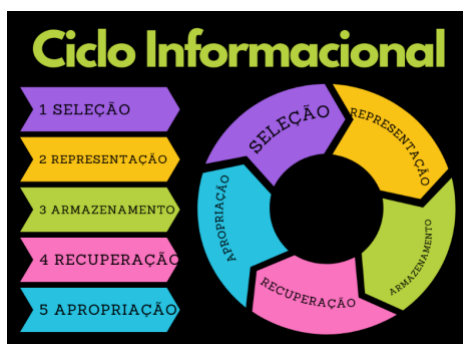 Ciclo Informacional
1 SELEÇÃO
2 REPRESENTAÇÃO
3 ARMAZENAMENTO
4 RECUPERAÇÃO
5 APROPRIAÇÃO
SELEÇÃO
REPRESENTAÇÃO
ARMAZENAMENTO
RECUPERAÇÃO
APROPRIAÇÃO